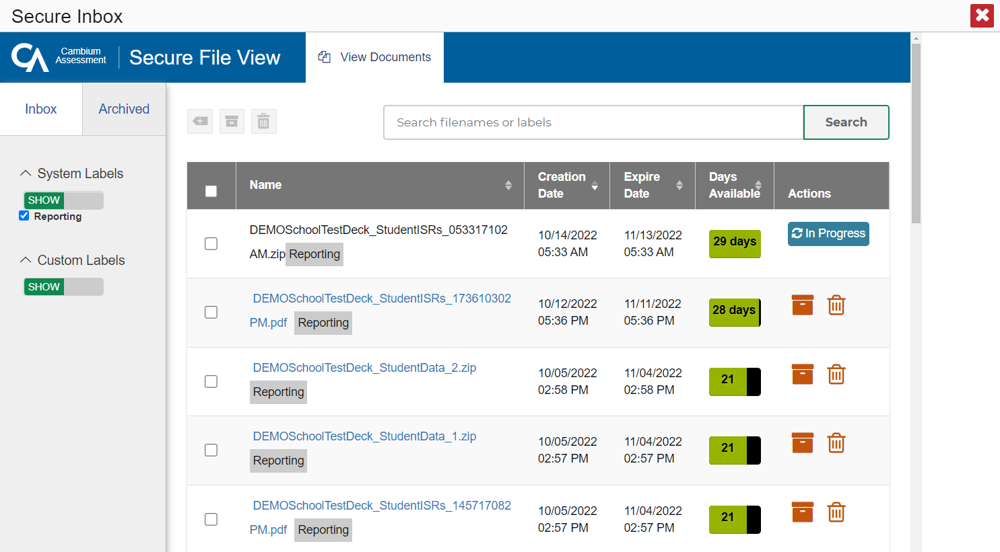 Secure Inbox
Cambium
Assessment
Secure File View
View Documents
Inbox
Archived
Search filenames or labels
Search
System Labels
SHOW
Reporting
Custom Labels
SHOW
Name
Creation
Date
Expire
Date
Days
Available
Actions
DEMOSchoolTestDeck_StudentISRs_053317102
AM.zip Reporting
10/14/2022
05:33 AM
11/13/2022
05:33 AM
29 days
In Progress
DEMOSchoolTestDeck_StudentISRs_173610302
PM.pdf Reporting
10/12/2022
05:36 PM
11/11/2022
05:36 PM
28 days
DEMOSchoolTestDeck_StudentData_2.zip
Reporting
10/05/2022
02:58 PM
11/04/2022
02:58 PM
21
DEMOSchoolTestDeck_StudentData_1.zip
Reporting
10/05/2022
02:57 PM
11/04/2022
02:57 PM
21
DEMOSchoolTestDeck_StudentISRs_145717082
PM.pdf Reporting
10/05/2022
02:57 PM
11/04/2022
02:57 PM
21